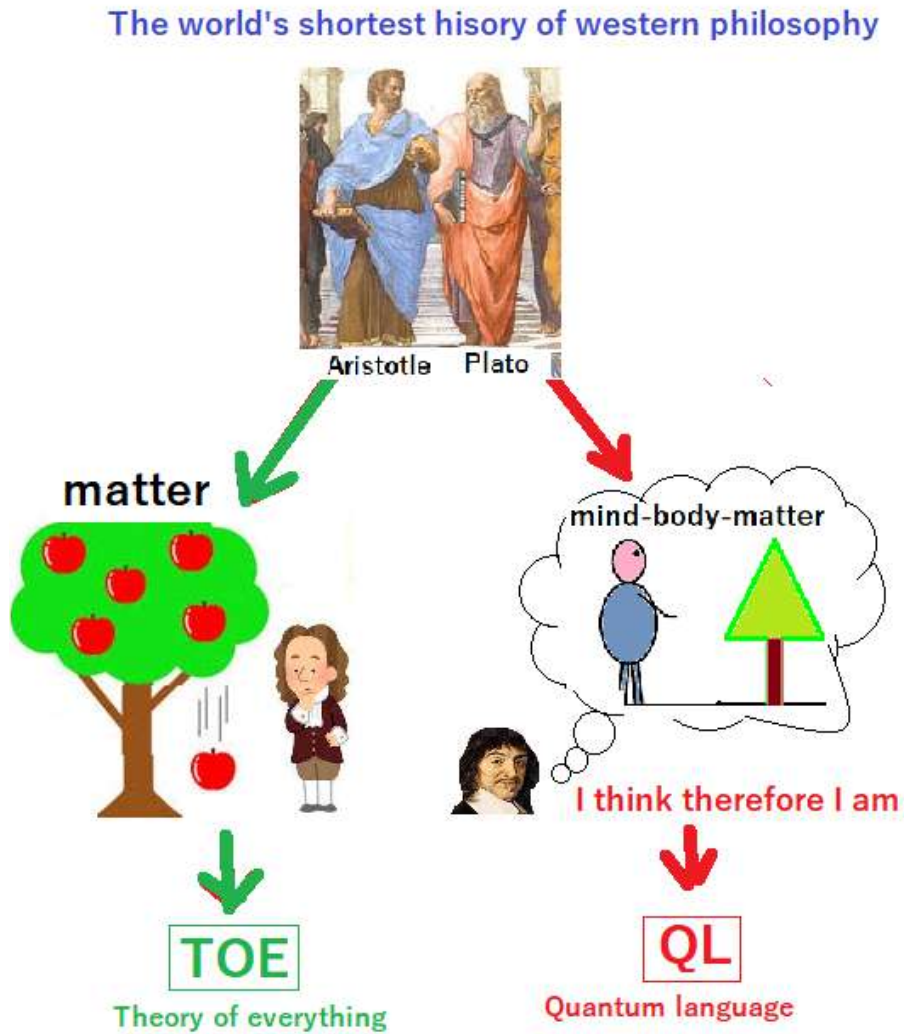 The world's shortest hisory of western philosophy
Aristotle Plato
matter
mind-body-matter
I think therefore I am
TOE
QL
Theory of everything
Quantum language